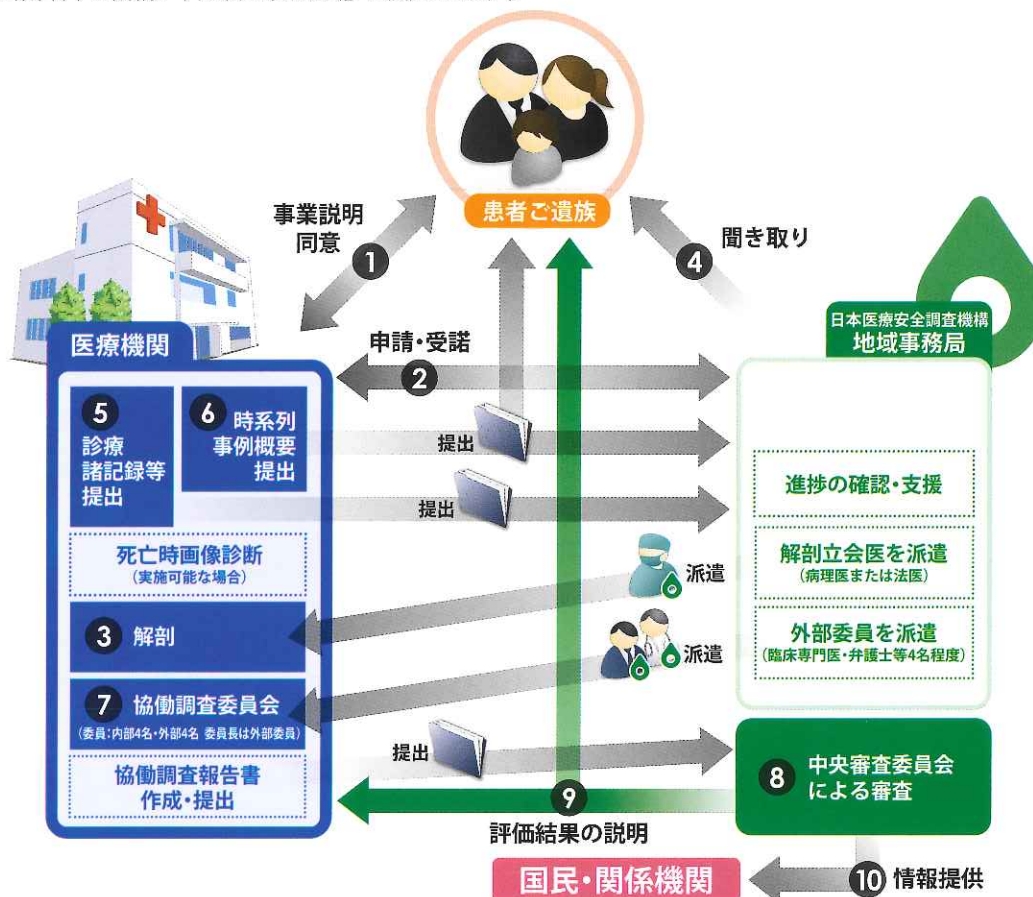 患者ご遺族
事業説明
同意
1
4
聞き取り
日本医療安全調査機構
地域事務局
医療機関
申請・受諾
2
5
診療
諸記録等
提出
6
時系列
事例概要
提出
提出
提出
進捗の確認・支援
死亡時画像診断
(実施可能な場合)
派遣
解剖立会医を派遣
(病理医または法医)
3 解剖
派遣
外部委員を派遣
(臨床専門医・弁護士等4名程度)
7 協働調査委員会
(委員:内部4名・外部4名 委員長は外部委員)
提出
8 中央審査委員会
による審査
協働調査報告書
作成・提出
9
評価結果の説明
国民・関係機関
10 情報提供